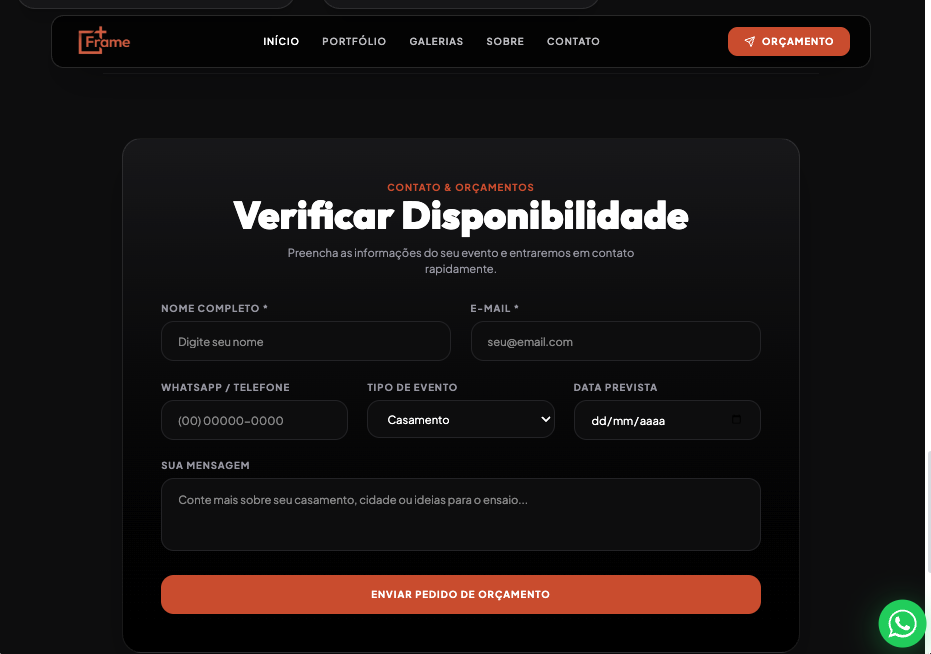 Frame
INÍCIO PORTFÓLIO GALERIAS SOBRE CONTATO
ORÇAMENTO
CONTATO & ORÇAMENTOS
Verificar Disponibilidade
Preencha as informações do seu evento e entraremos em contato
rapidamente.
NOME COMPLETO * E-MAIL *
Digite seu nome seu@email.com
WHATSAPP / TELEFONE TIPO DE EVENTO DATA PREVISTA
(00) 00000-0000 Casamento dd/mm/aaaa
SUA MENSAGEM
Conte mais sobre seu casamento, cidade ou ideias para o ensaio...
ENVIAR PEDIDO DE ORÇAMENTO